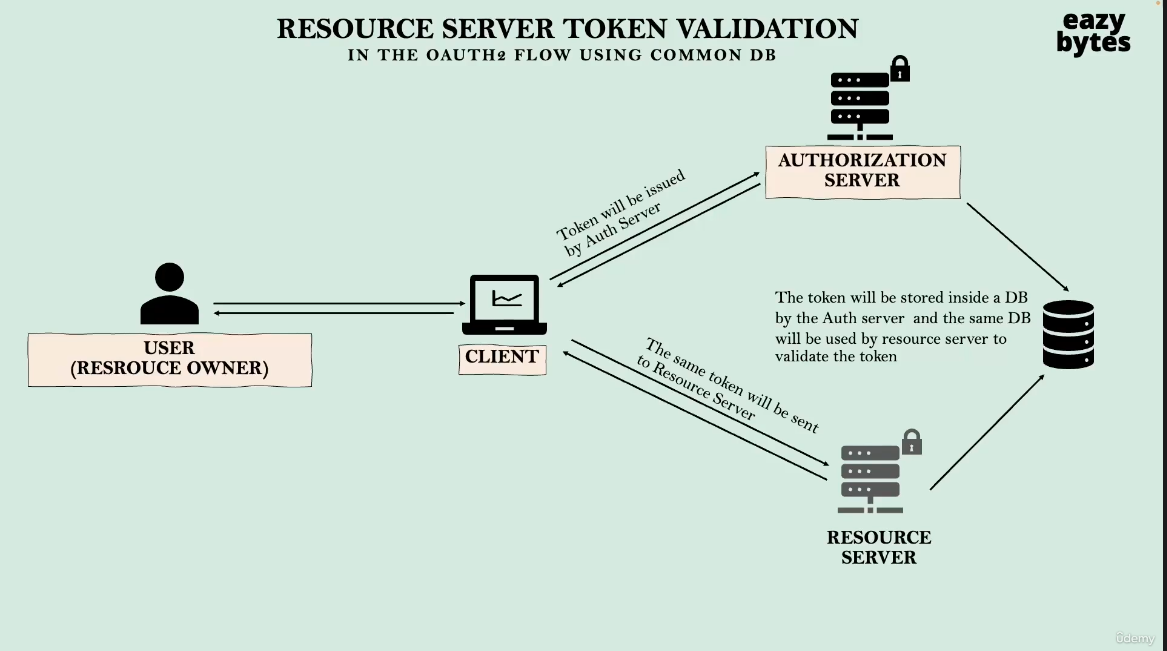 RESOURCE SERVER TOKEN VALIDATION
IN THE OAUTH2 FLOW USING COMMON DB
eazy
bytes
AUTHORIZATION
SERVER
Token will be issued
by Auth Server
The token will be stored inside a DB
by the Auth server and the same DB
will be used by resource server to
validate the token
USER
(RESROUCE OWNER)
CLIENT
The same token will be sent
to Resource Server
RESOURCE
SERVER
ûdemy